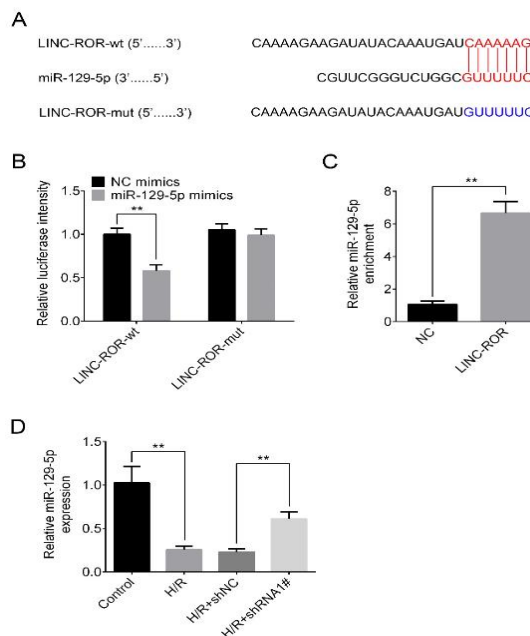 A
LINC-ROR-wt (5'......3') CAAAAGAAGAUAUACAAAUGAUCAAAAAG
miR-129-5p (3'......5') CGUUCGGGUCUGGCGUUUUUC
LINC-ROR-mut (5'......3') CAAAAGAAGAUAUACAAAUGAUGUUUUUC
B
NC mimics
miR-129-5p mimics
Relative luciferase intensity
1.5
1.0
0.5
0.0
**
LINC-ROR-wt
LINC-ROR-mut
C
Relative miR-129-5p
enrichment
8
6
4
2
0
**
NC
LINC-ROR
D
Relative miR-129-5p
expression
1.5
1.0
0.5
0.0
**
**
Control
H/R
H/R+shNC
H/R+shRNA1#